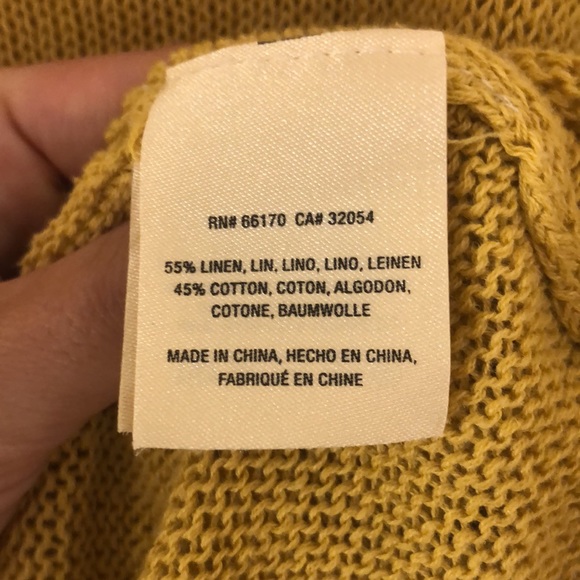 RN# 66170 CA# 32054
55% LINEN, LIN, LINO, LINO, LEINEN
45% COTTON, COTON, ALGODON,
COTONE, BAUMWOLLE
MADE IN CHINA, HECHO EN CHINA,
FABRIQUÉ EN CHINE